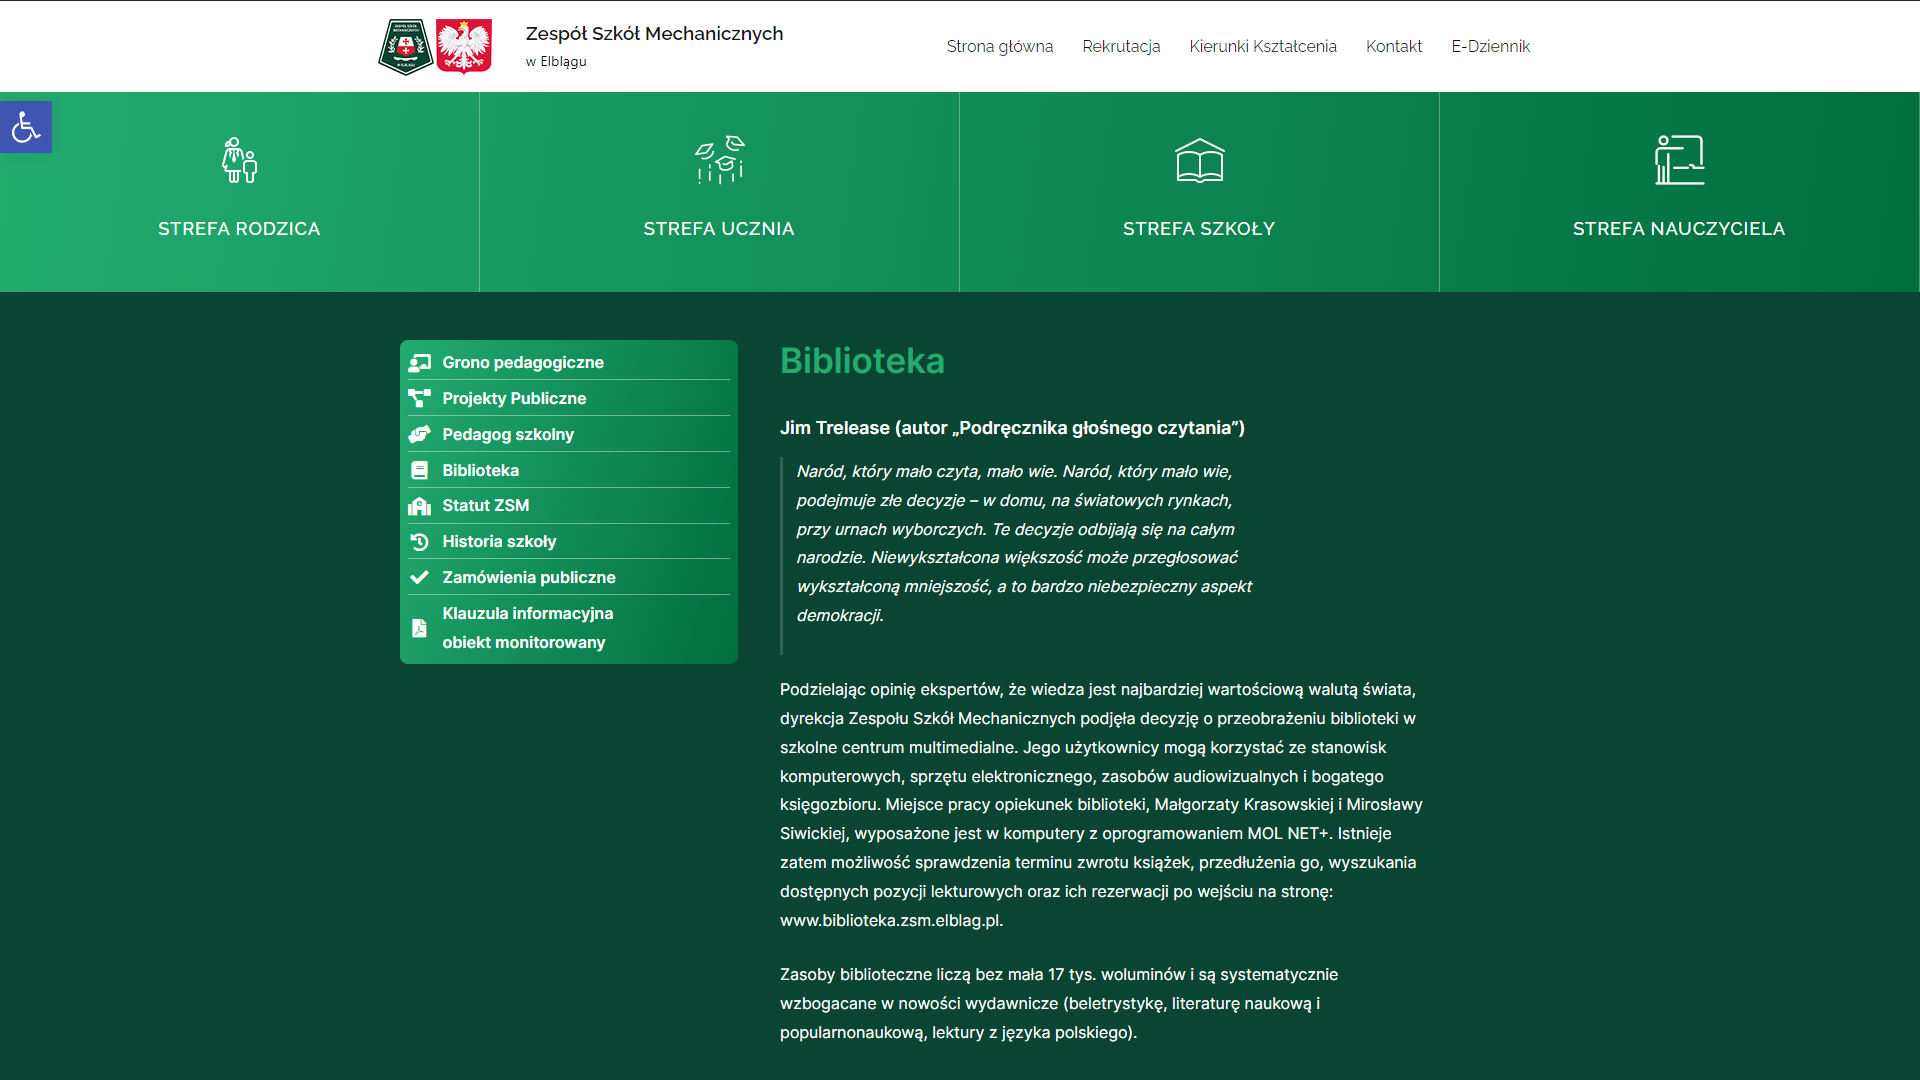 Zespół Szkół Mechanicznych
w Elblągu
Strona główna
Rekrutacja
Kierunki Kształcenia
Kontakt
E-Dziennik
STREFA RODZICA
STREFA UCZNIA
STREFA SZKOŁY
STREFA NAUCZYCIELA
Grono pedagogiczne
Projekty Publiczne
Pedagog szkolny
Biblioteka
Statut ZSM
Historia szkoły
Zamówienia publiczne
Klauzula informacyjna
obiekt monitorowany
Biblioteka
Jim Trelease (autor „Podręcznika głośnego czytania”)
Naród, który mało czyta, mało wie. Naród, który mało wie,
podejmuje złe decyzje – w domu, na światowych rynkach,
przy urnach wyborczych. Te decyzje odbijają się na całym
narodzie. Niewykształcona większość może przegłosować
wykształconą mniejszość, a to bardzo niebezpieczny aspekt
demokracji.
Podzielając opinię ekspertów, że wiedza jest najbardziej wartościową walutą świata,
dyrekcja Zespołu Szkół Mechanicznych podjęła decyzję o przeobrażeniu biblioteki w
szkolne centrum multimedialne. Jego użytkownicy mogą korzystać ze stanowisk
komputerowych, sprzętu elektronicznego, zasobów audiowizualnych i bogatego
księgozbioru. Miejsce pracy opiekunek biblioteki, Małgorzaty Krasowskiej i Mirosławy
Siwickiej, wyposażone jest w komputery z oprogramowaniem MOL NET+. Istnieje
zatem możliwość sprawdzenia terminu zwrotu książek, przedłużenia go, wyszukania
dostępnych pozycji lekturowych oraz ich rezerwacji po wejściu na stronę:
www.biblioteka.zsm.elblag.pl.
Zasoby biblioteczne liczą bez mała 17 tys. woluminów i są systematycznie
wzbogacane w nowości wydawnicze (beletrystykę, literaturę naukową i
popularnonaukową, lektury z języka polskiego).